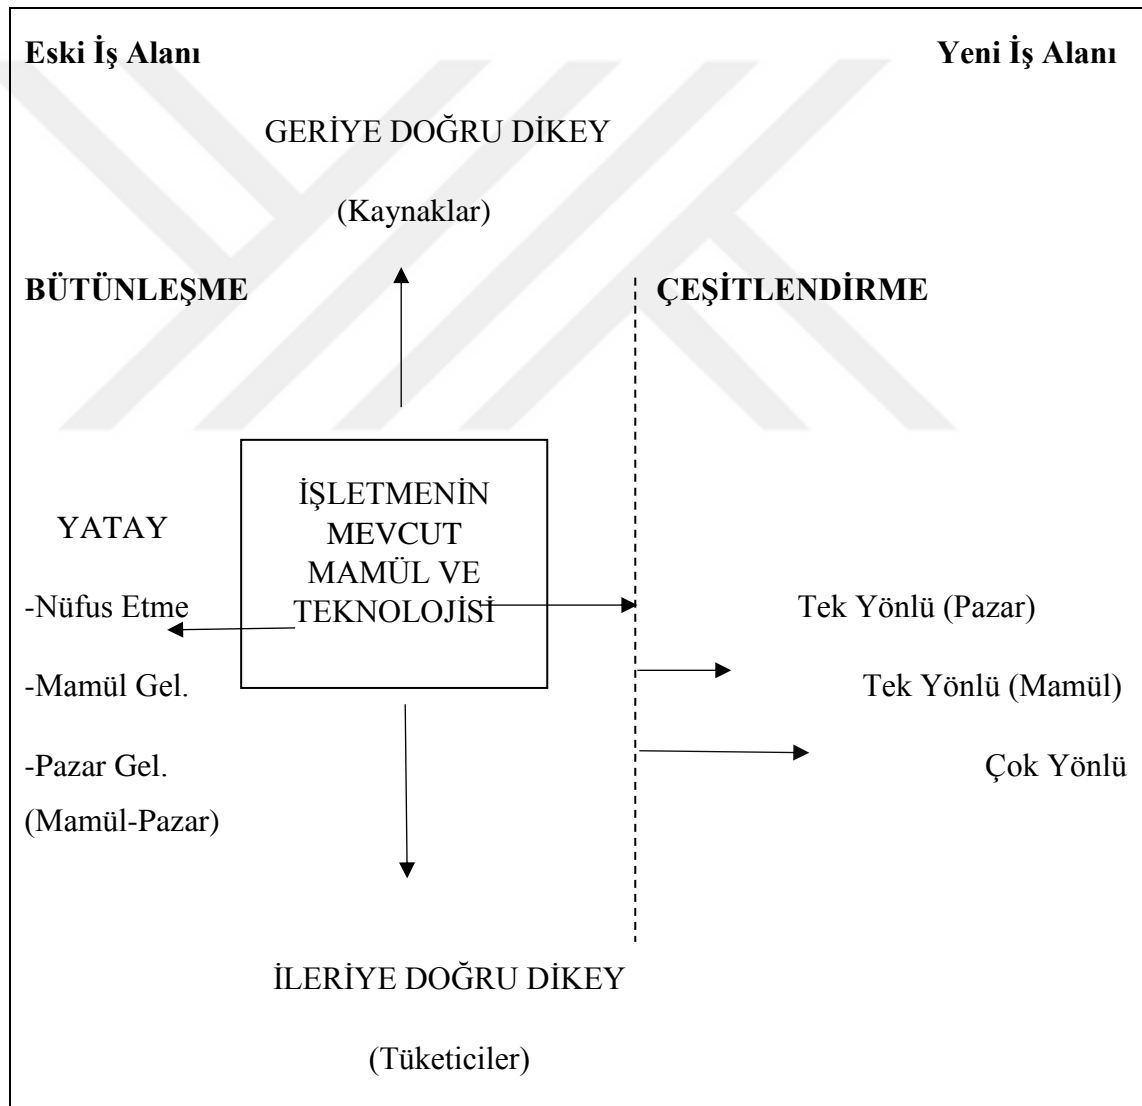 Eski İş Alanı
Yeni İş Alanı
GERİYE DOĞRU DİKEY
(Kaynaklar)
BÜTÜNLEŞME
ÇEŞİTLENDİRME
YATAY
-Nüfus Etme
-Mamül Gel.
-Pazar Gel.
(Mamül-Pazar)
İŞLETMENİN
MEVCUT
MAMÜL VE
TEKNOLOJİSİ
Tek Yönlü (Pazar)
Tek Yönlü (Mamül)
Çok Yönlü
İLERİYE DOĞRU DİKEY
(Tüketiciler)